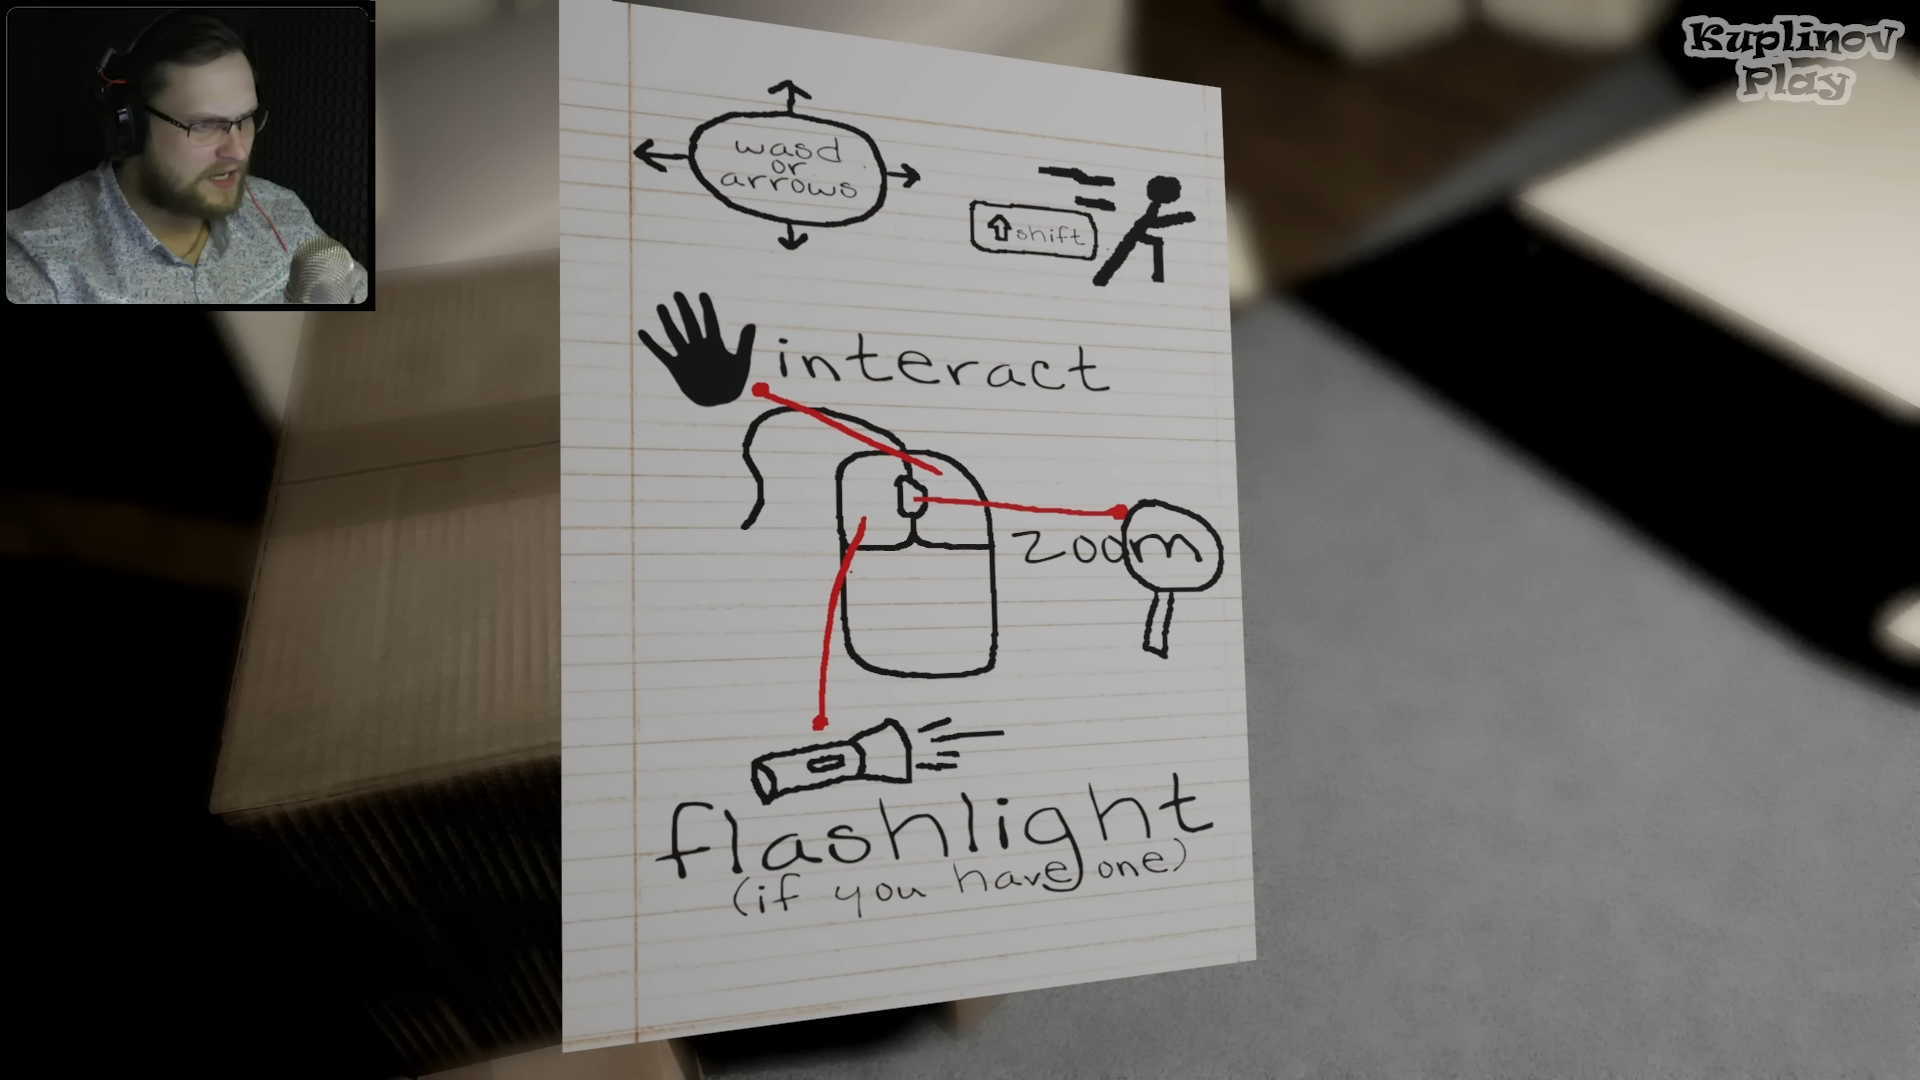 Kuplinov
Play
wasd
or
arrows
shift
interact
zoom
flashlight
(if you have one)